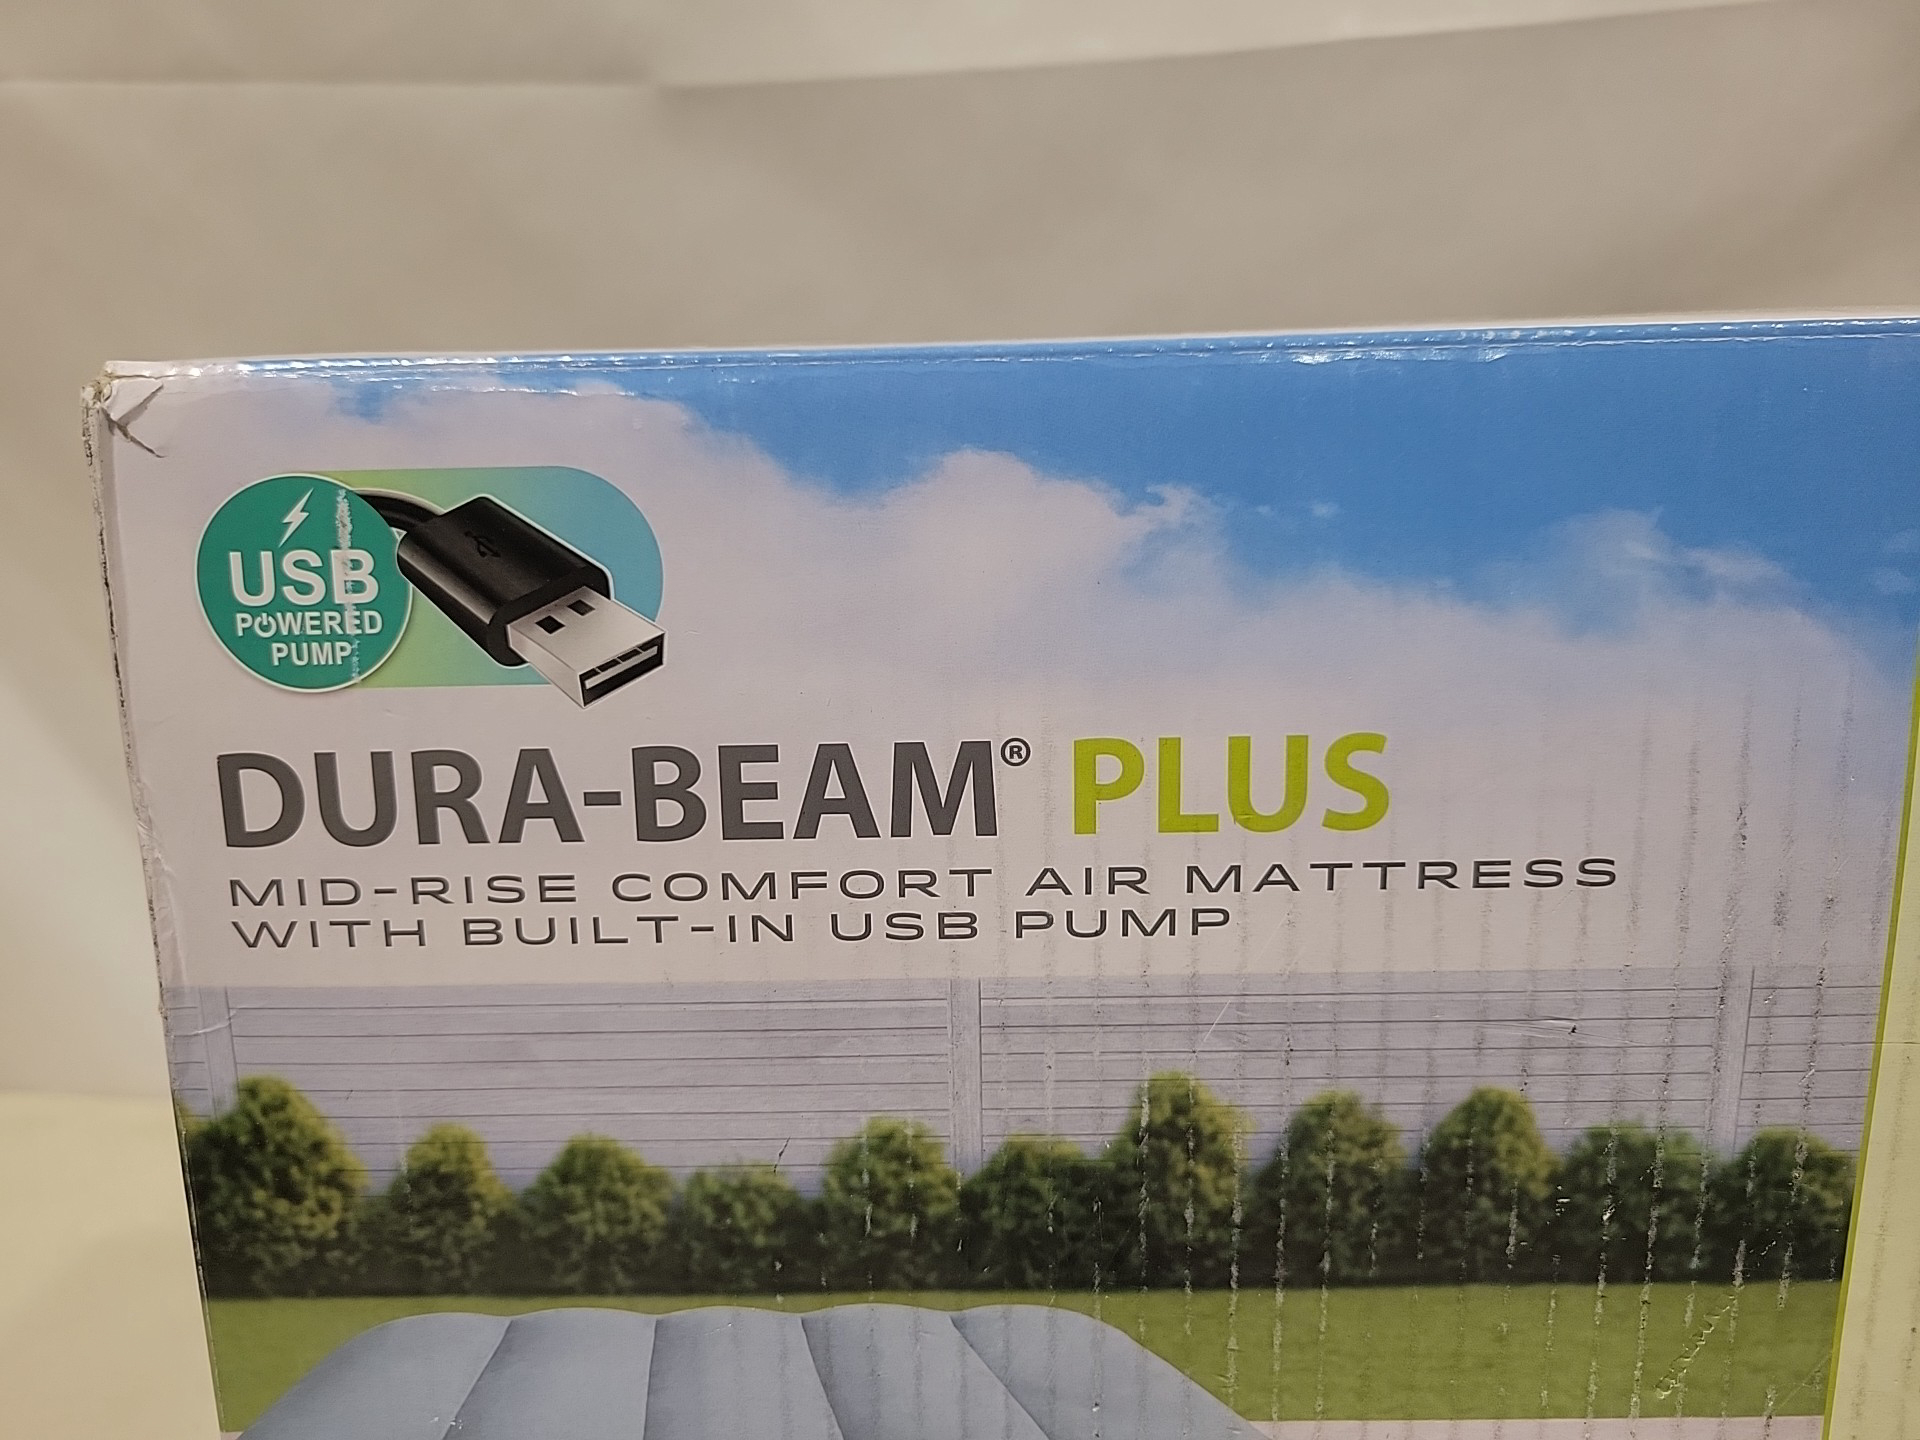 USB
POWERED
PUMP
DURA-BEAM® PLUS
MID-RISE COMFORT AIR MATTRESS
WITH BUILT-IN USB PUMP